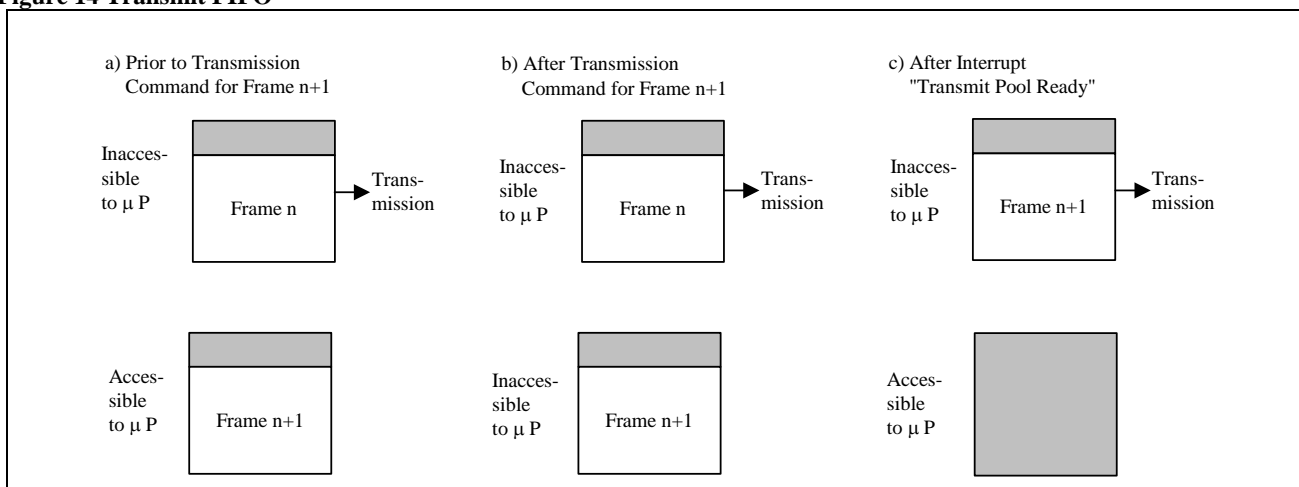 Figure 14 Transmit FIFO
a) Prior to Transmission
Command for Frame n+1
b) After Transmission
Command for Frame n+1
c) After Interrupt
"Transmit Pool Ready"
Inacces-
sible
to μ P
Frame n
Trans-
mission
Inacces-
sible
to μ P
Frame n
Trans-
mission
Inacces-
sible
to μ P
Frame n+1
Trans-
mission
Acces-
sible
to μ P
Frame n+1
Inacces-
sible
to μ P
Frame n+1
Acces-
sible
to μ P